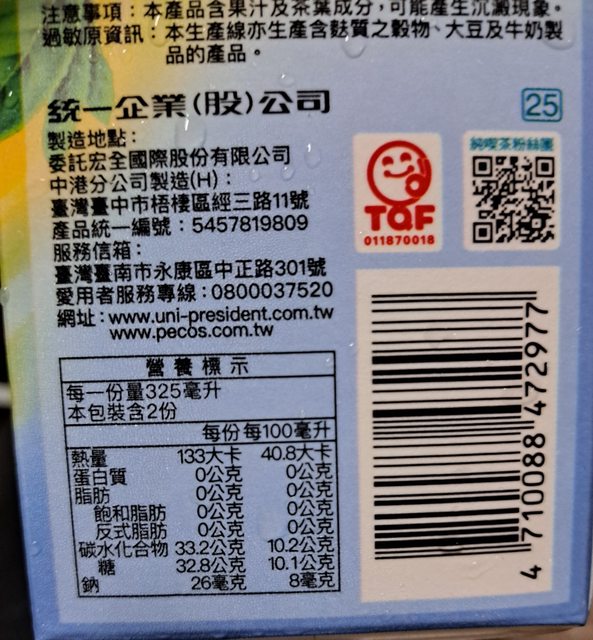 注意事項：本產品含果汁及茶葉成分，可能產生沉澱現象。
過敏原資訊：本生產線亦生產含麩質之穀物、大豆及牛奶製
品的產品。
統一企業(股)公司
25
製造地點：
委託宏全國際股份有限公司
中港分公司製造(H)：
臺灣臺中市梧棲區經三路11號
產品統一編號：5457819809
服務信箱：
臺灣臺南市永康區中正路301號
愛用者服務專線：0800037520
網址：www.uni-president.com.tw
www.pecos.com.tw
TQF
011870018
純喫茶粉絲團
營養標示
每一份量325毫升
本包裝含2份
每份 每100毫升
熱量 133大卡 40.8大卡
蛋白質 0公克 0公克
脂肪 0公克 0公克
飽和脂肪 0公克 0公克
反式脂肪 0公克 0公克
碳水化合物 33.2公克 10.2公克
糖 32.8公克 10.1公克
鈉 26毫克 8毫克
4 710088 472977